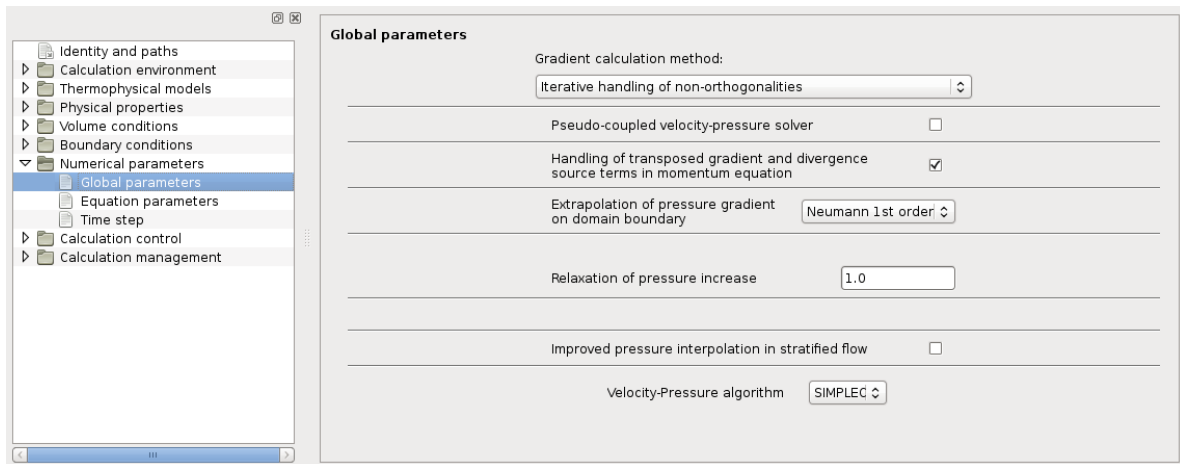 Identity and paths
Calculation environment
Thermophysical models
Physical properties
Volume conditions
Boundary conditions
Numerical parameters
Global parameters
Equation parameters
Time step
Calculation control
Calculation management
Global parameters
Gradient calculation method:
Iterative handling of non-orthogonalities
Pseudo-coupled velocity-pressure solver
Handling of transposed gradient and divergence
source terms in momentum equation
Extrapolation of pressure gradient
on domain boundary
Neumann 1st order
Relaxation of pressure increase
1.0
Improved pressure interpolation in stratified flow
Velocity-Pressure algorithm
SIMPLEC